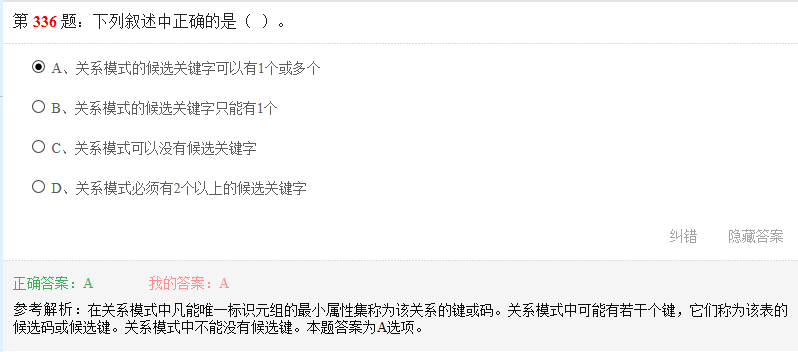 第 336 题：下列叙述中正确的是（ ）。
A、关系模式的候选关键字可以有1个或多个
B、关系模式的候选关键字只能有1个
C、关系模式可以没有候选关键字
D、关系模式必须有2个以上的候选关键字
纠错 隐藏答案
正确答案：A 我的答案：A
参考解析：在关系模式中凡能唯一标识元组的最小属性集称为该关系的键或码。关系模式中可能有若干个键，它们称为该表的
候选码或候选键。关系模式中不能没有候选键。本题答案为A选项。